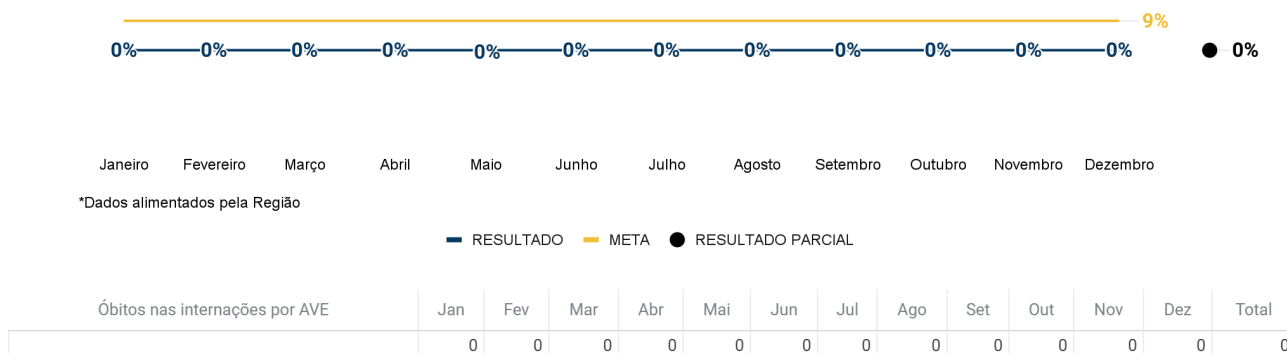 9%
0% 0% 0% 0% 0% 0% 0% 0% 0% 0% 0% 0% 0%
Janeiro Fevereiro Março Abril Maio Junho Julho Agosto Setembro Outubro Novembro Dezembro
*Dados alimentados pela Região
RESULTADO META RESULTADO PARCIAL
Óbitos nas internações por AVE Jan Fev Mar Abr Mai Jun Jul Ago Set Out Nov Dez Total
0 0 0 0 0 0 0 0 0 0 0 0 0